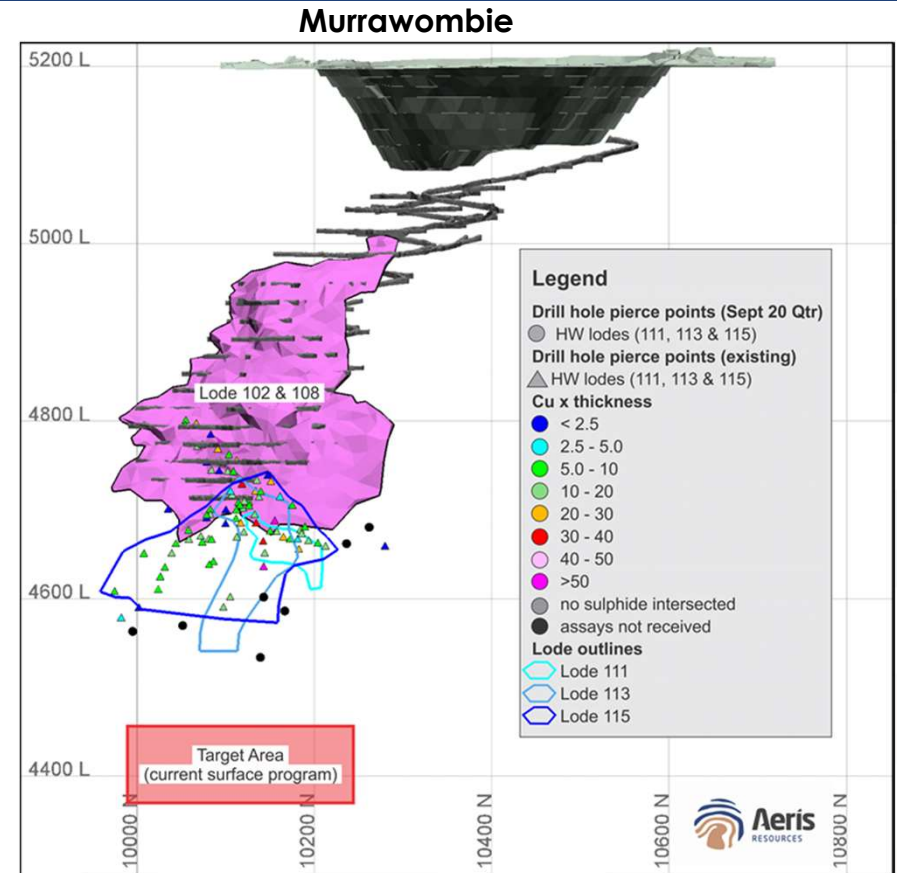 Murrawombie
5200 L
5000 L
Legend
Drill hole pierce points (Sept 20 Qtr)
HW lodes (111, 113 & 115)
Drill hole pierce points (existing)
HW lodes (111, 113 & 115)
Cu x thickness
Lode 102 & 108
4800 L
< 2.5
2.5 - 5.0
5.0 - 10
10 - 20
20 - 30
30 - 40
40 - 50
>50
4600 L
no sulphide intersected
assays not received
Lode outlines
Lode 111
Lode 113
Lode 115
Target Area
(current surface program)
4400 L
10000 N
10200 N
10400 N
10600 N
10800 N
Aeris
RESOURCES